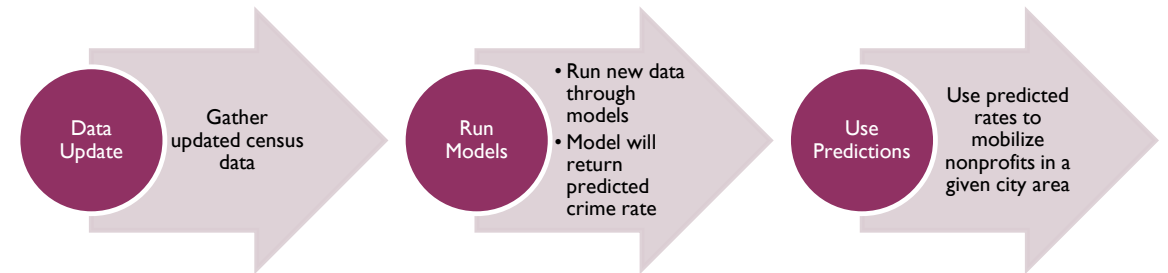 Data
Update
Gather
updated census
data
Run
Models
• Run new data
through
models
• Model will
return
predicted
crime rate
Use
Predictions
Use predicted
rates to
mobilize
nonprofits in a
given city area